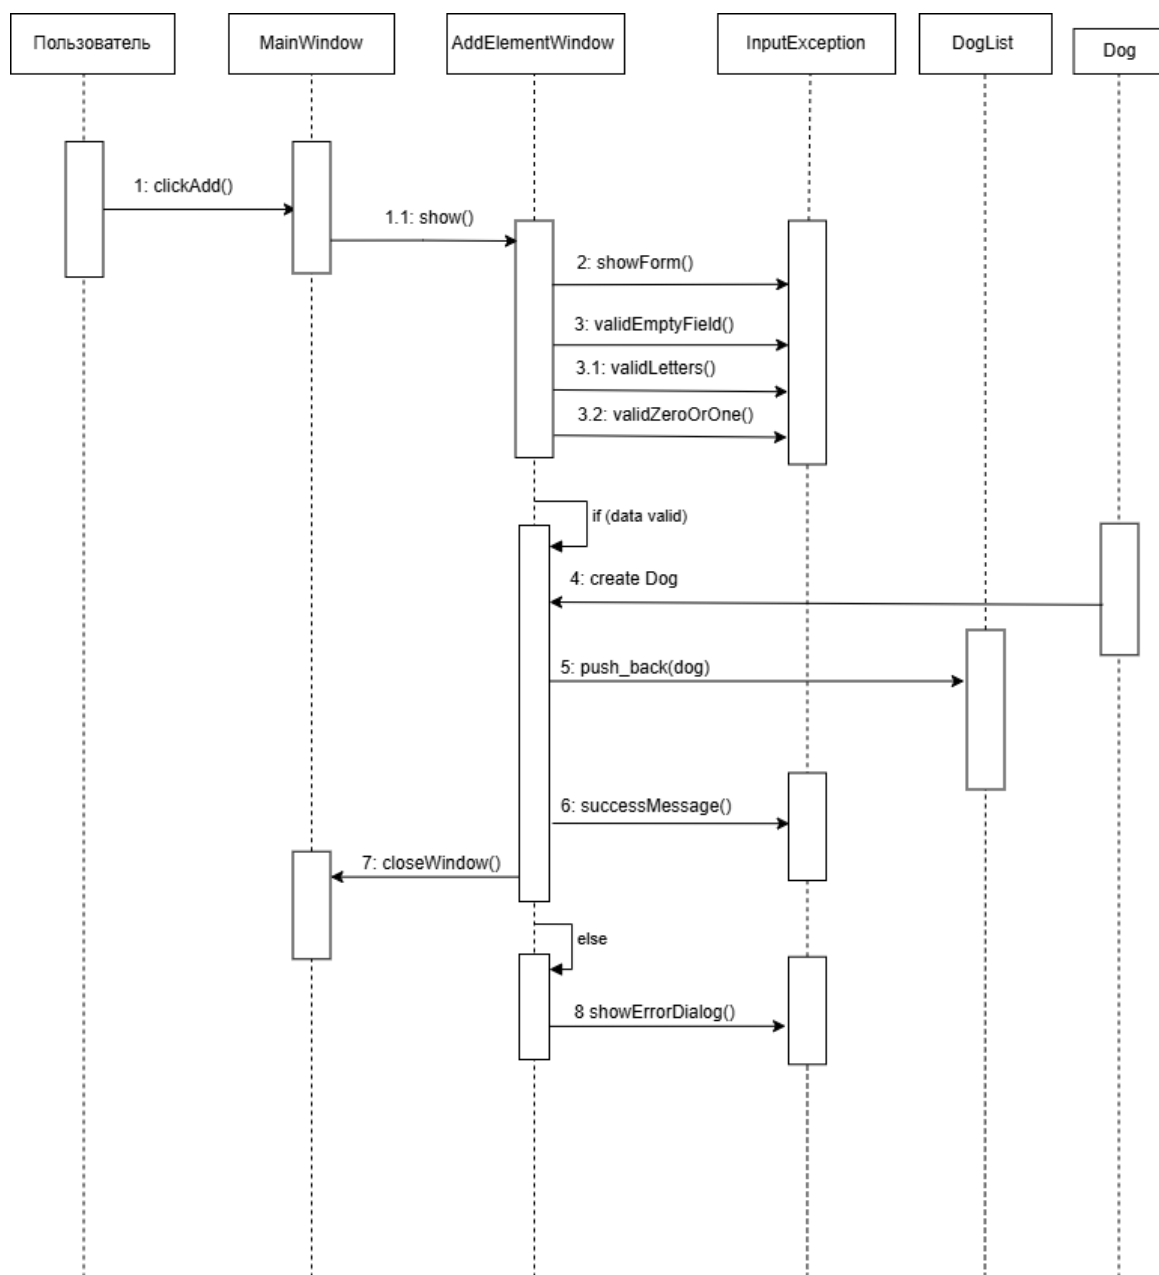 Пользователь
MainWindow
AddElementWindow
InputException
DogList
Dog
1: clickAdd()
1.1: show()
2: showForm()
3: validEmptyField()
3.1: validLetters()
3.2: validZeroOrOne()
if (data valid)
4: create Dog
5: push_back(dog)
6: successMessage()
7: closeWindow()
else
8 showErrorDialog()